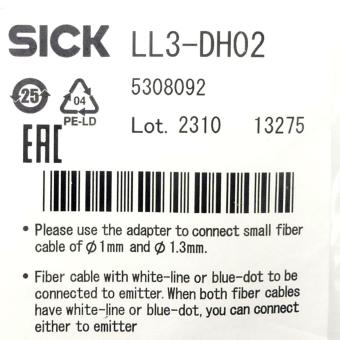 SICK LL3-DH02
5308092
25
04
PE-LD
Lot. 2310 13275
EAC
• Please use the adapter to connect small fiber
cable of ϕ1mm and ϕ1.3mm.
• Fiber cable with white-line or blue-dot to be
connected to emitter. When both fiber cables
have white-line or blue-dot, you can connect
either to emitter